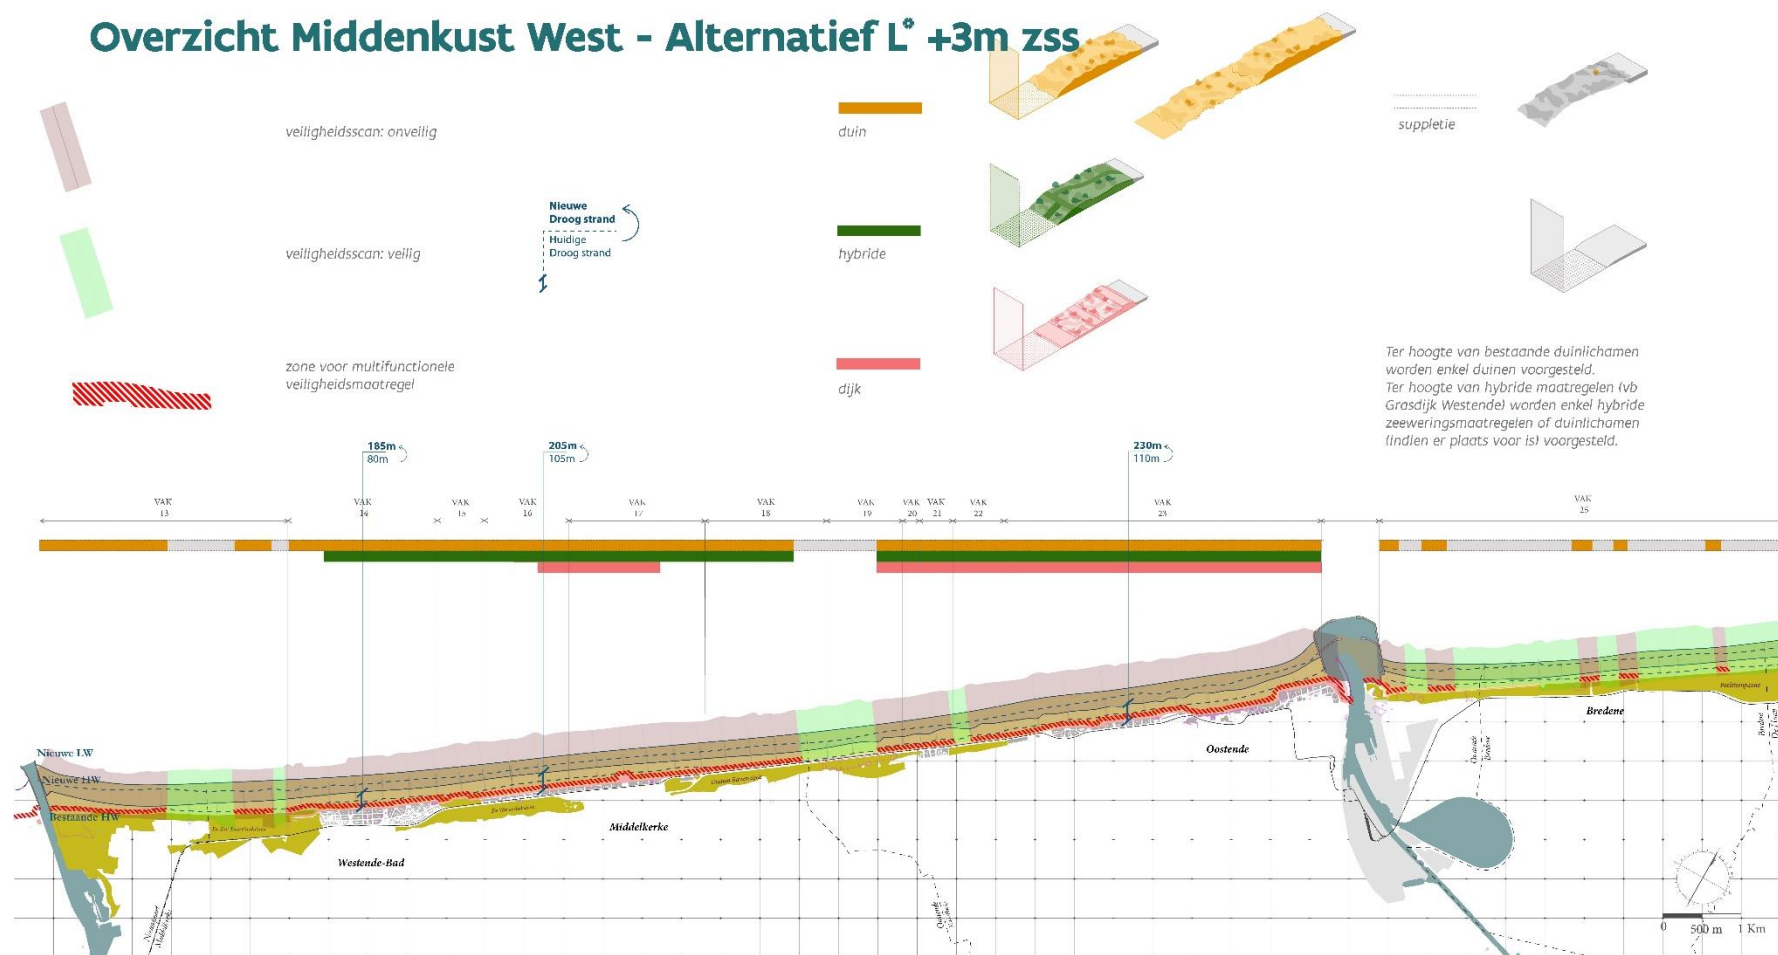 Overzicht Middenkust West - Alternatief L* +3m zss
veiligheidsscan: onveilig
duin
suppletie
Nieuwe
Droog strand
Huidige
Droog strand
veiligheidsscan: veilig
hybride
zone voor multifunctionele
veiligheidsmaatregel
dijk
Ter hoogte van bestaande duinlichamen
worden enkel duinen voorgesteld.
Ter hoogte van hybride maatregelen (vb
Grasdijk Westende) worden enkel hybride
zeeweringsmaatregelen of duinlichamen
(indien er plaats voor is) voorgesteld.
185m
80m
205m
105m
230m
110m
VAK
13
VAK
14
VAK
15
VAK
16
VAK
17
VAK
18
VAK
19
VAK
20
VAK
21
VAK
22
VAK
23
VAK
25
Nieuwe LW
Nieuwe HW
Bestaande HW
Westende-Bad
Middelkerke
Oostende
Bredene
Oostende
Bredene
Bredene
0 500 m 1 Km